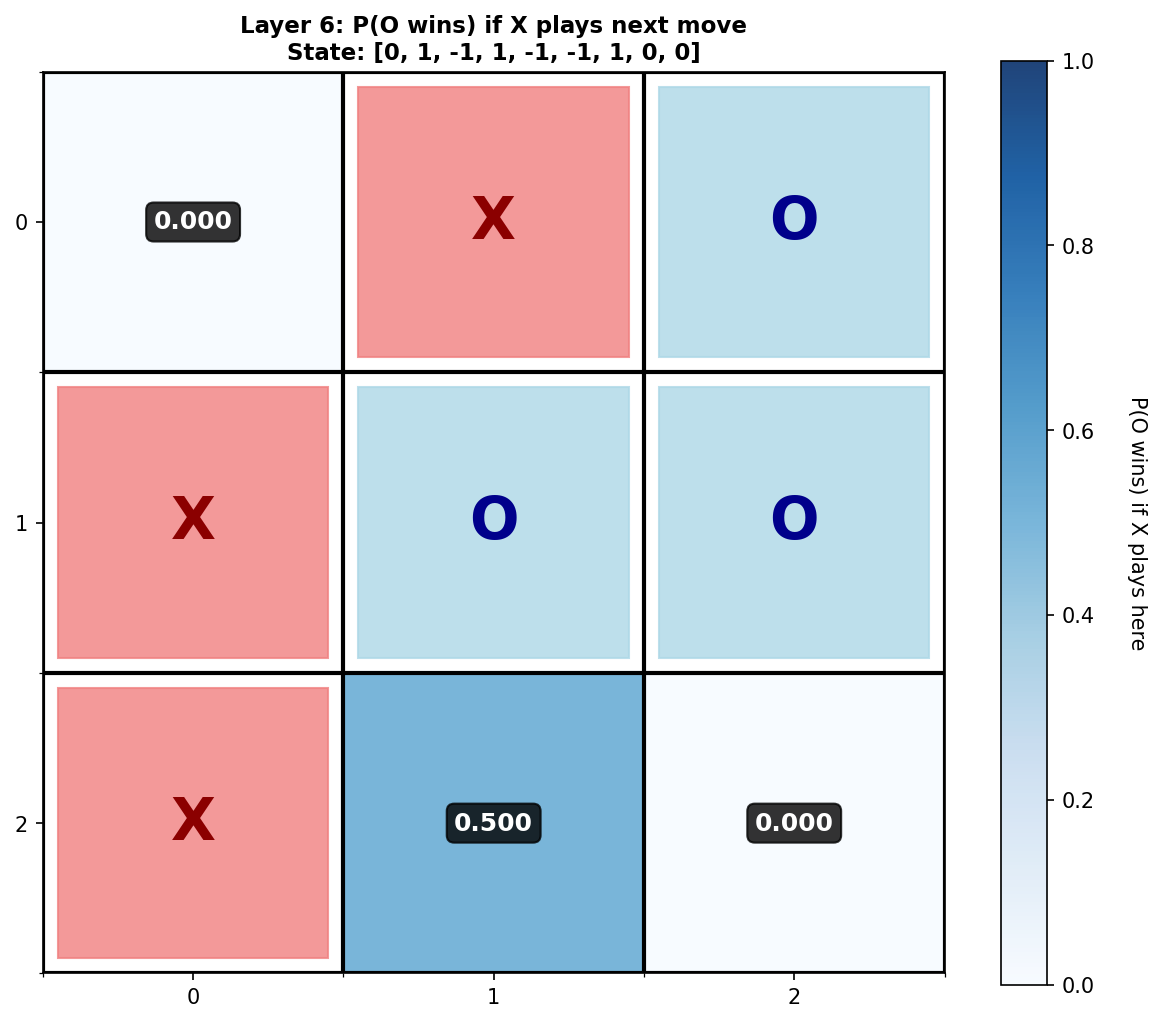 Layer 6: P(O wins) if X plays next move
State: [0, 1, -1, 1, -1, -1, 1, 0, 0]
0
0.000
X
O
1
X
O
O
2
X
0.500
0.000
0
1
2
1.0
0.8
0.6
0.4
0.2
0.0
P(O wins) if X plays here